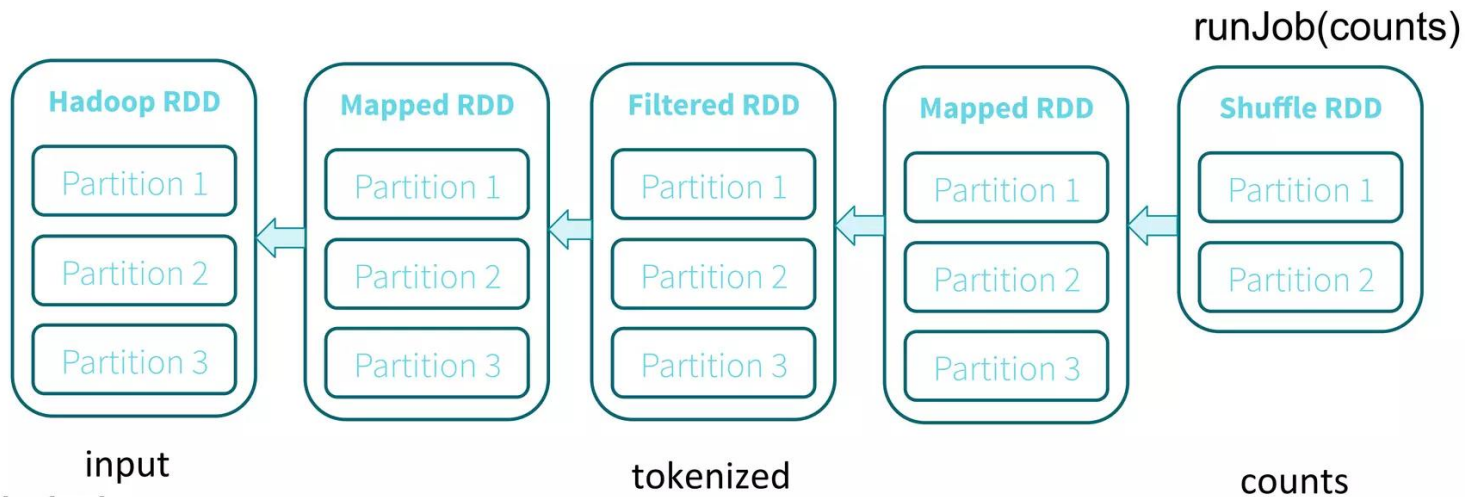 runJob(counts)
Hadoop RDD
Partition 1
Partition 2
Partition 3
Mapped RDD
Partition 1
Partition 2
Partition 3
Filtered RDD
Partition 1
Partition 2
Partition 3
Mapped RDD
Partition 1
Partition 2
Partition 3
Shuffle RDD
Partition 1
Partition 2
input
tokenized
counts